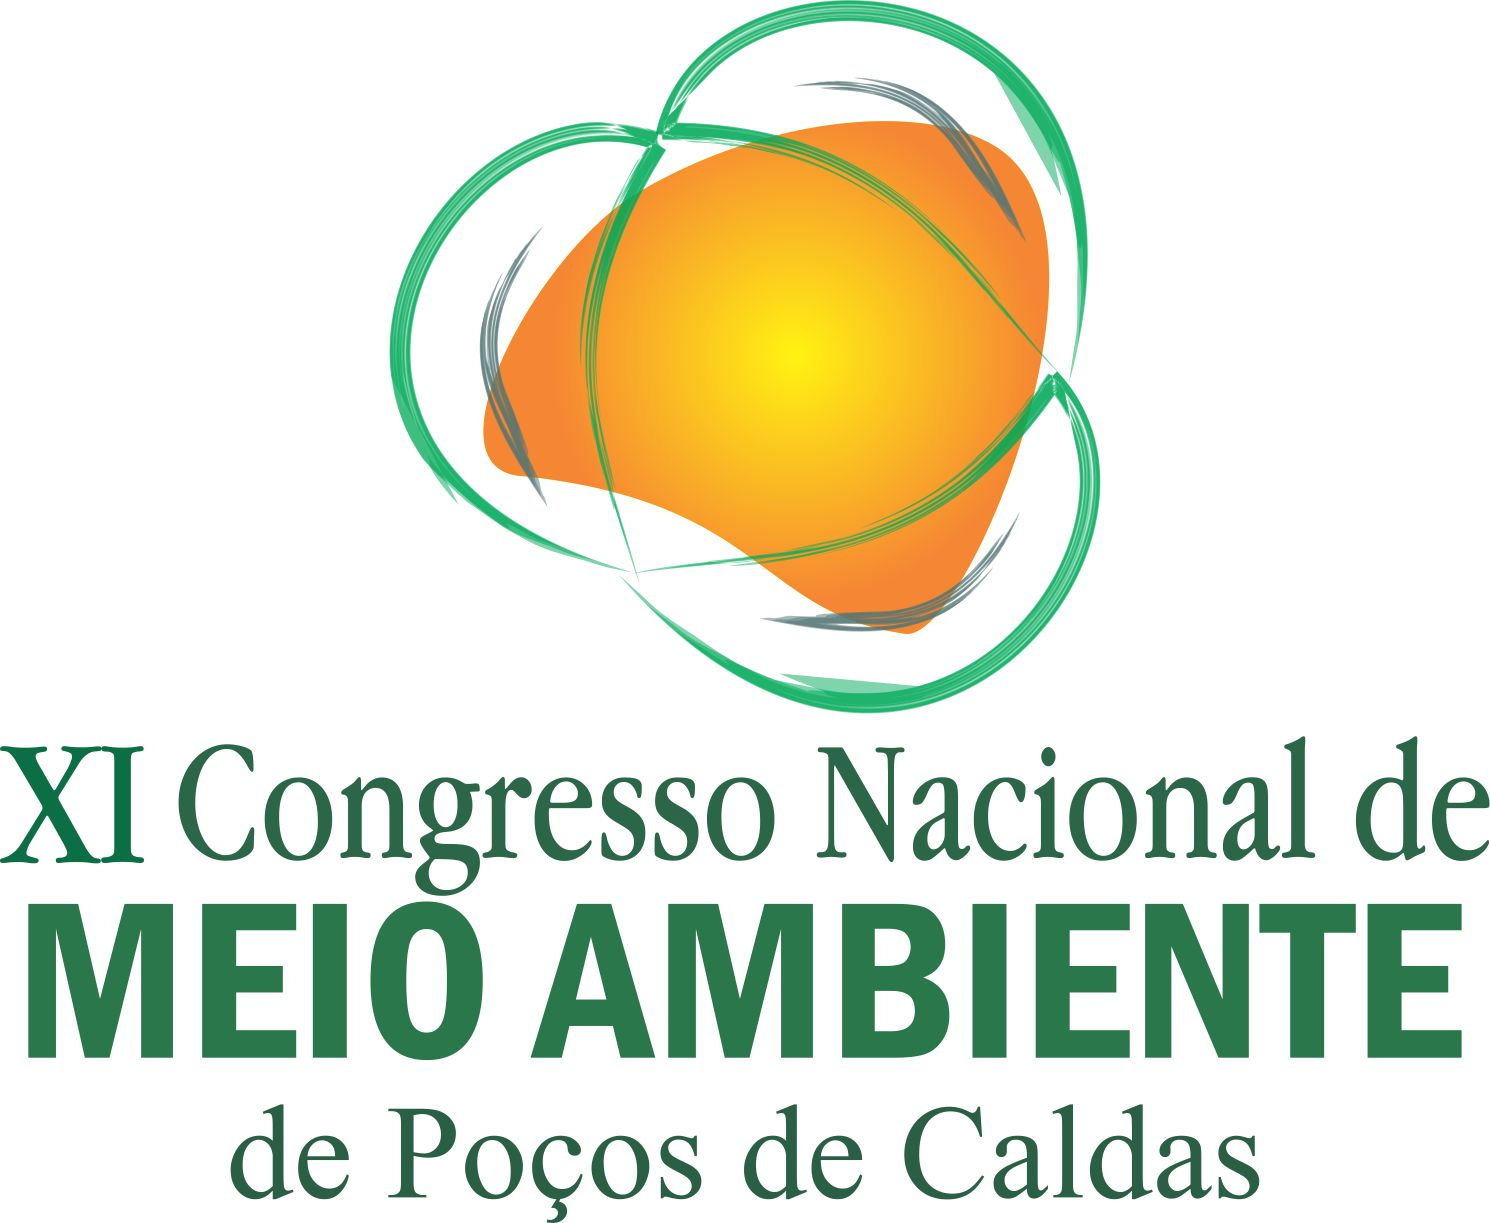 XI Congresso Nacional de
MEIO AMBIENTE
de Poços de Caldas